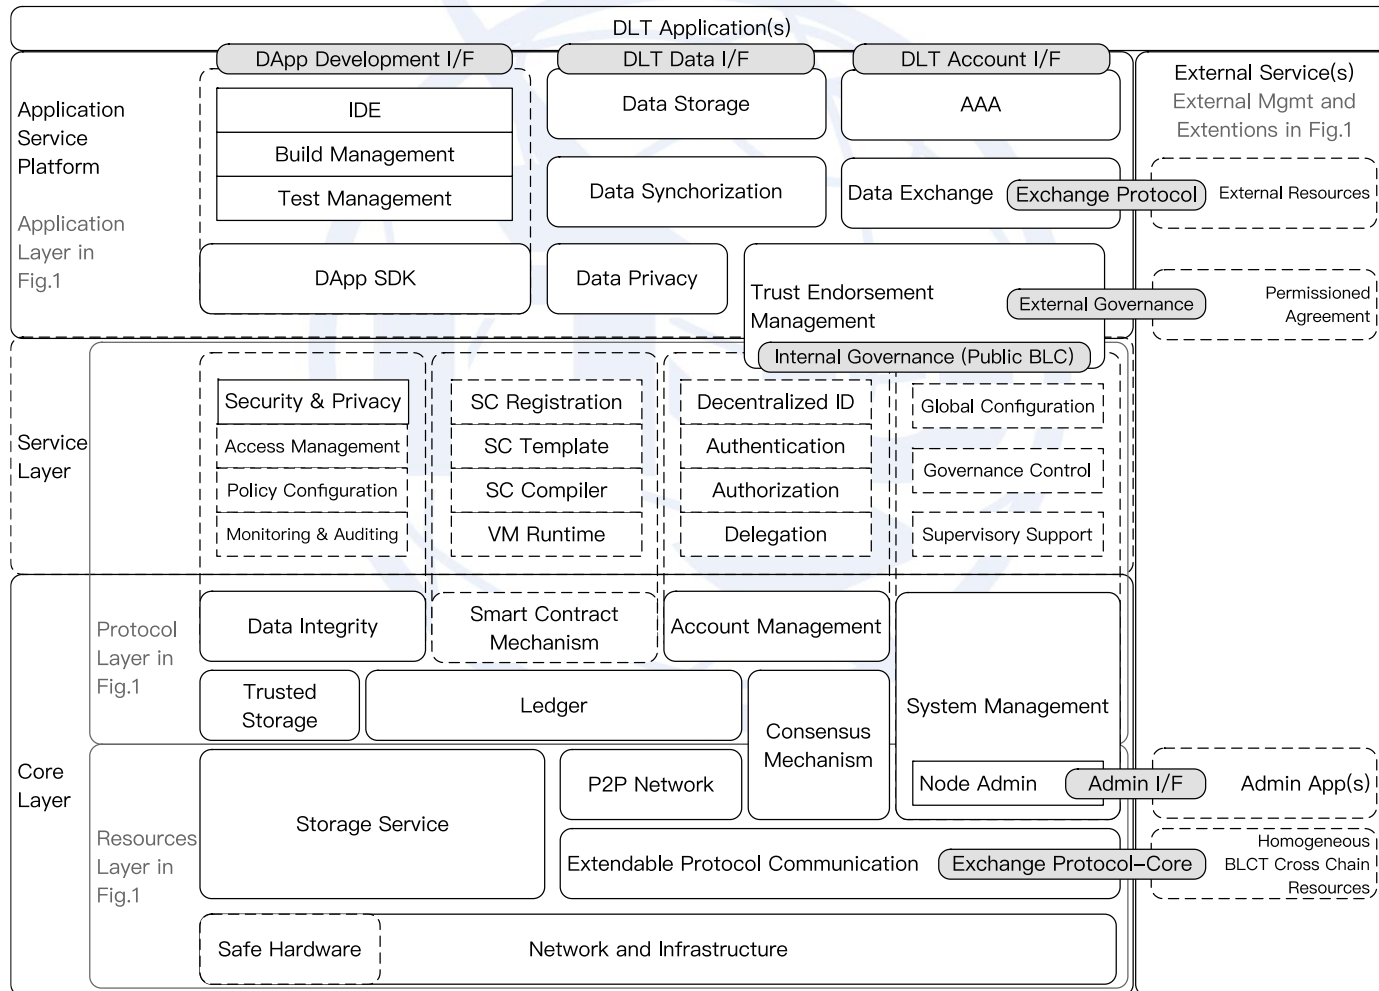 DLT Application(s)
DApp Development I/F
DLT Data I/F
DLT Account I/F
Application
Service
Platform
Application
Layer in
Fig.1
IDE
Build Management
Test Management
DApp SDK
Data Storage
Data Synchorization
Data Privacy
AAA
Data Exchange
Exchange Protocol
Trust Endorsement
Management
External Governance
Internal Governance (Public BLC)
External Service(s)
External Mgmt and
Extentions in Fig.1
External Resources
Permissioned
Agreement
Service
Layer
Security & Privacy
Access Management
Policy Configuration
Monitoring & Auditing
SC Registration
SC Template
SC Compiler
VM Runtime
Decentralized ID
Authentication
Authorization
Delegation
Global Configuration
Governance Control
Supervisory Support
Core
Layer
Protocol
Layer in
Fig.1
Data Integrity
Smart Contract
Mechanism
Account Management
Trusted
Storage
Ledger
Consensus
Mechanism
System Management
Node Admin
Admin I/F
Admin App(s)
Resources
Layer in
Fig.1
Storage Service
P2P Network
Extendable Protocol Communication
Exchange Protocol-Core
Homogeneous
BLCT Cross Chain
Resources
Safe Hardware
Network and Infrastructure